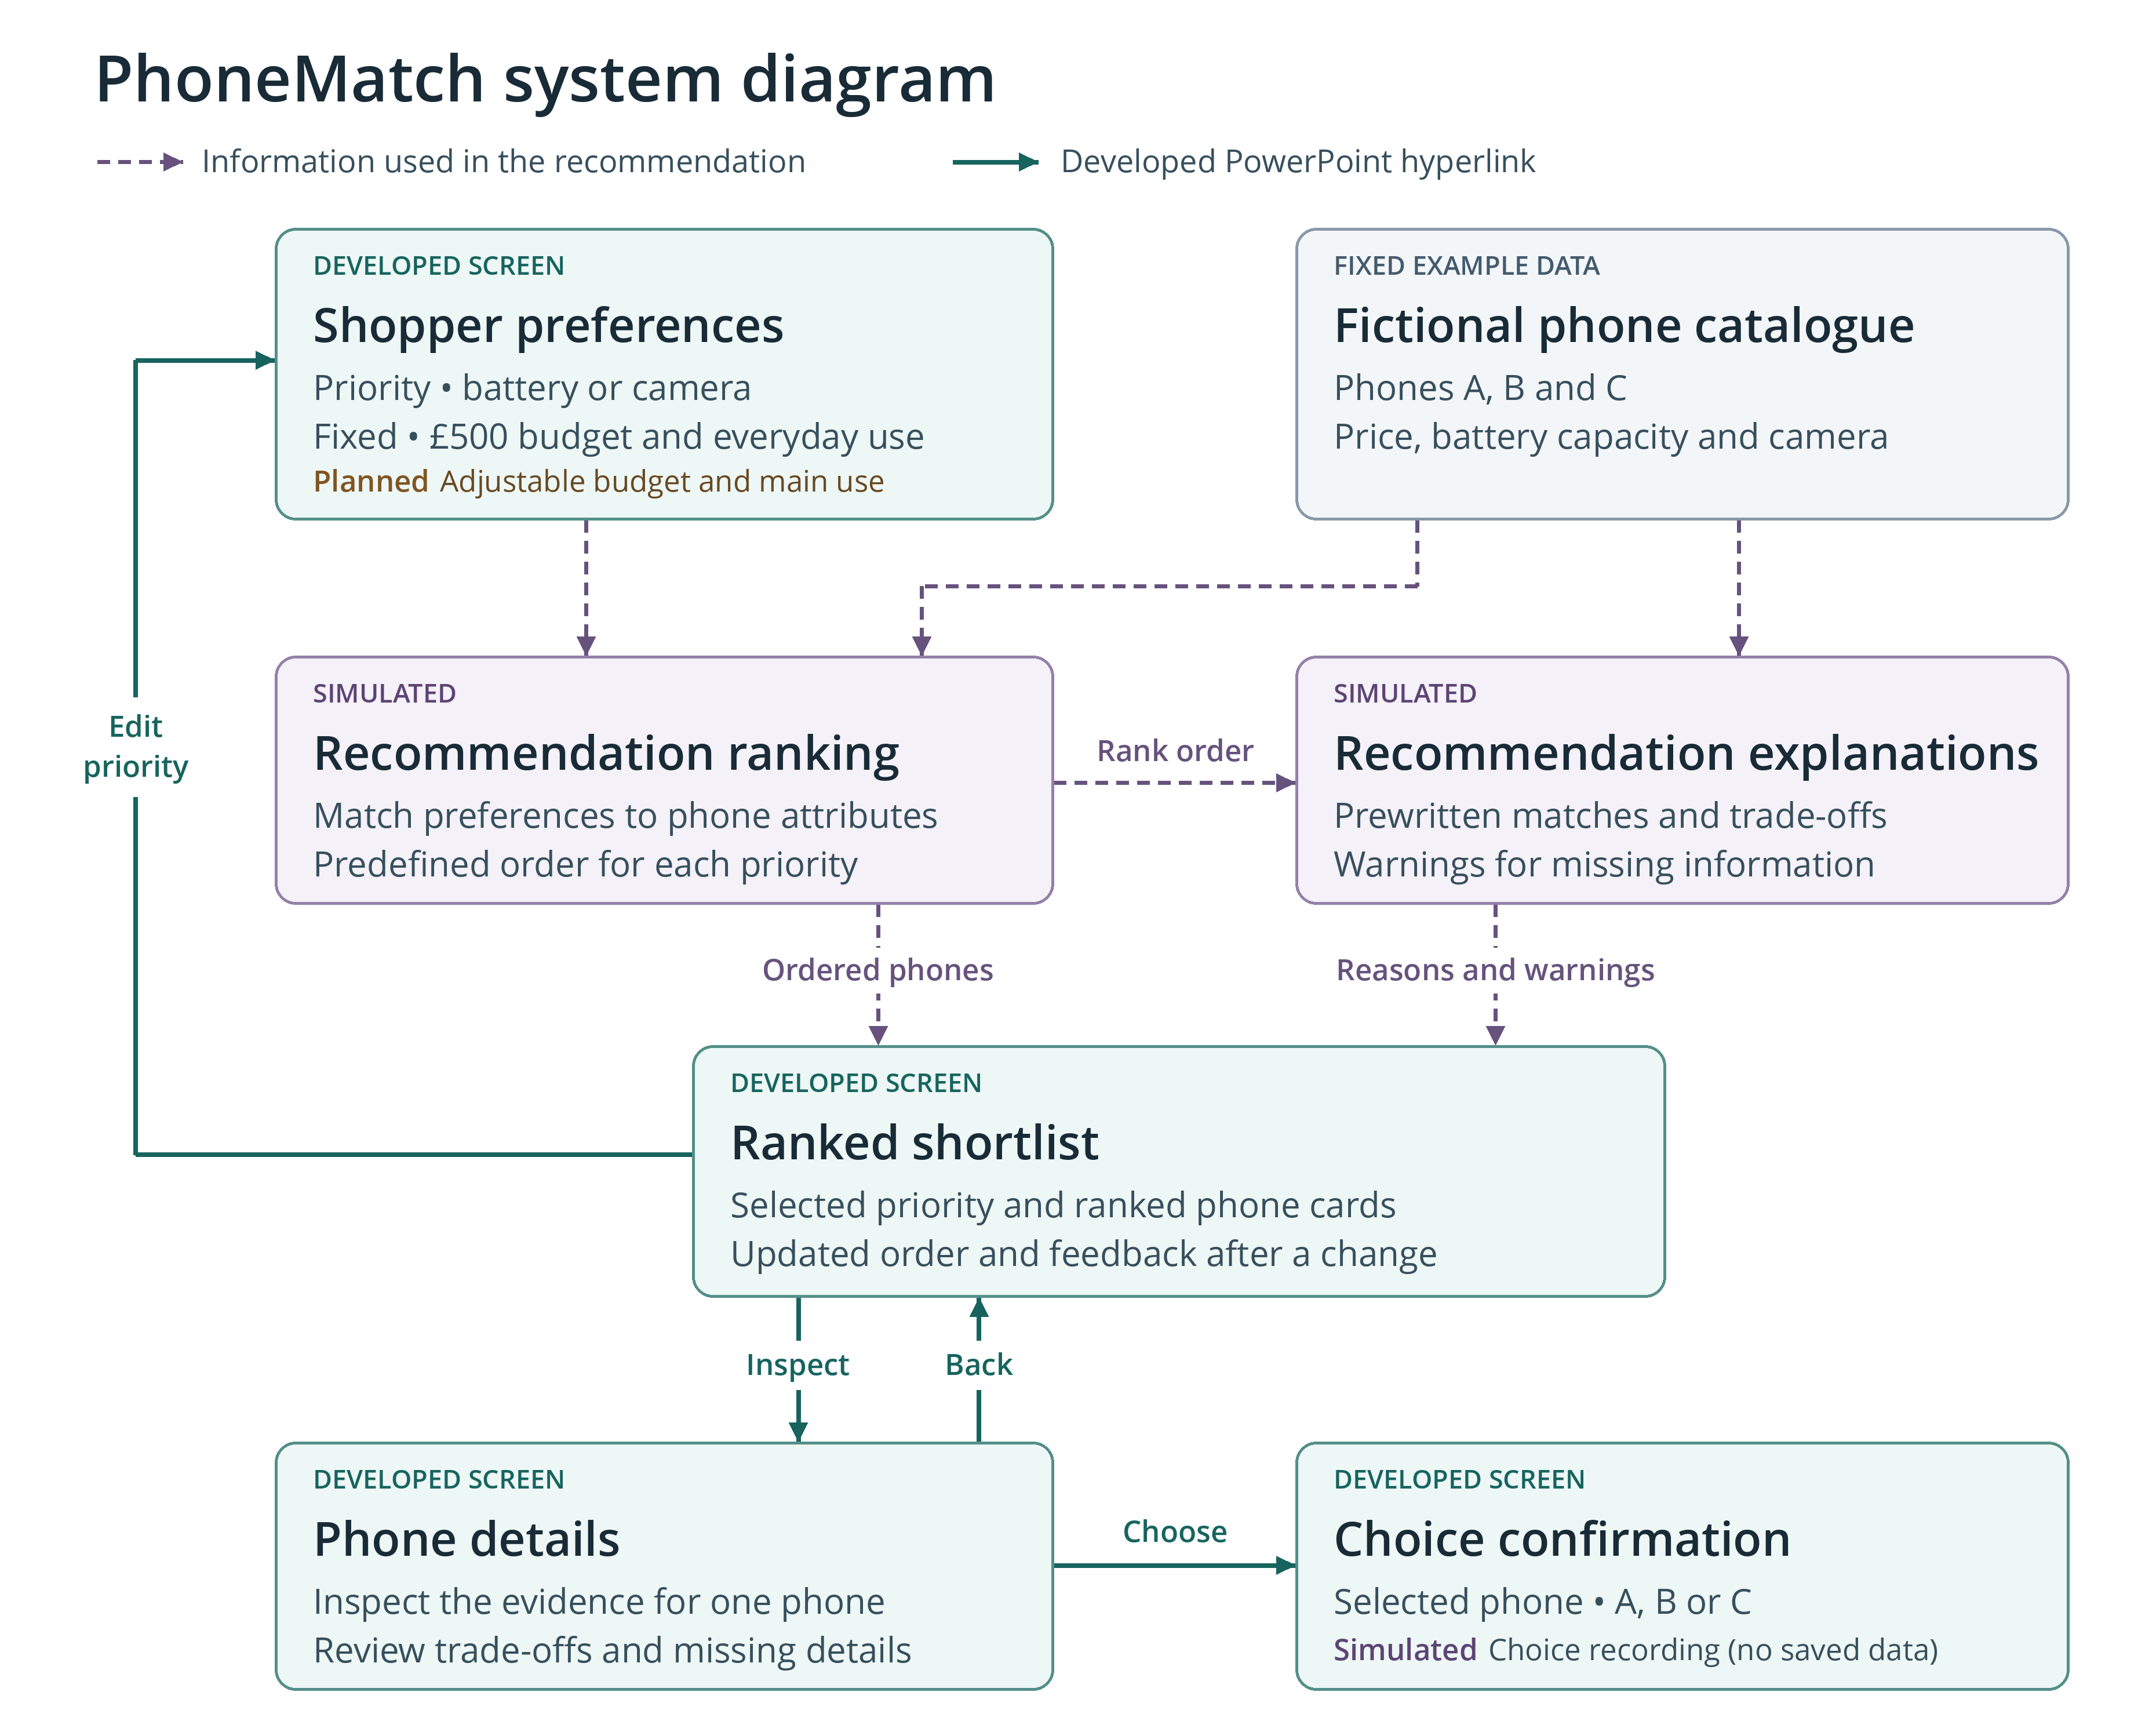 PhoneMatch system diagram
Information used in the recommendation
Developed PowerPoint hyperlink
DEVELOPED SCREEN
Shopper preferences
Priority • battery or camera
Fixed • £500 budget and everyday use
Planned Adjustable budget and main use
FIXED EXAMPLE DATA
Fictional phone catalogue
Phones A, B and C
Price, battery capacity and camera
Edit
priority
SIMULATED
Recommendation ranking
Match preferences to phone attributes
Predefined order for each priority
Rank order
SIMULATED
Recommendation explanations
Prewritten matches and trade-offs
Warnings for missing information
Ordered phones
Reasons and warnings
DEVELOPED SCREEN
Ranked shortlist
Selected priority and ranked phone cards
Updated order and feedback after a change
Inspect
Back
DEVELOPED SCREEN
Phone details
Inspect the evidence for one phone
Review trade-offs and missing details
Choose
DEVELOPED SCREEN
Choice confirmation
Selected phone • A, B or C
Simulated Choice recording (no saved data)